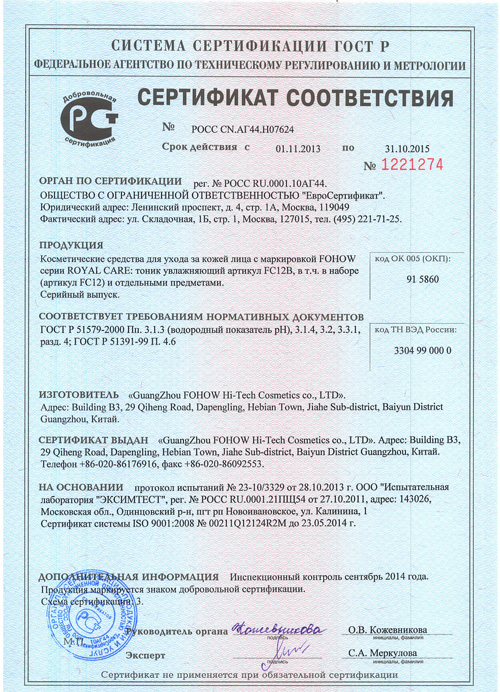 СИСТЕМА СЕРТИФИКАЦИИ ГОСТ Р
ФЕДЕРАЛЬНОЕ АГЕНТСТВО ПО ТЕХНИЧЕСКОМУ РЕГУЛИРОВАНИЮ И МЕТРОЛОГИИ
Добровольная
РСТ
сертификация
СЕРТИФИКАТ СООТВЕТСТВИЯ
№ РОСС CN.АГ44.Н07624
Срок действия с 01.11.2013 по 31.10.2015
№ 1221274
ОРГАН ПО СЕРТИФИКАЦИИ рег. № РОСС RU.0001.10АГ44.
ОБЩЕСТВО С ОГРАНИЧЕННОЙ ОТВЕТСТВЕННОСТЬЮ "ЕвроСертификат".
Юридический адрес: Ленинский проспект, д. 4, стр. 1А, Москва, 119049
Фактический адрес: ул. Складочная, 1Б, стр. 1, Москва, 127015, тел. (495) 221-71-25.
ПРОДУКЦИЯ
Косметические средства для ухода за кожей лица с маркировкой FOHOW
серии ROYAL CARE: тоник увлажняющий артикул FC12B, в т.ч. в наборе
(артикул FC12) и отдельными предметами.
Серийный выпуск.
код ОК 005 (ОКП):
91 5860
СООТВЕТСТВУЕТ ТРЕБОВАНИЯМ НОРМАТИВНЫХ ДОКУМЕНТОВ
ГОСТ Р 51579-2000 Пп. 3.1.3 (водородный показатель pH), 3.1.4, 3.2, 3.3.1,
разд. 4; ГОСТ Р 51391-99 П. 4.6
код ТН ВЭД России:
3304 99 000 0
ИЗГОТОВИТЕЛЬ «GuangZhou FOHOW Hi-Tech Cosmetics co., LTD».
Адрес: Building B3, 29 Qiheng Road, Dapengling, Hebian Town, Jiahe Sub-district, Baiyun District
Guangzhou, Китай.
СЕРТИФИКАТ ВЫДАН «GuangZhou FOHOW Hi-Tech Cosmetics co., LTD». Адрес: Building B3,
29 Qiheng Road, Dapengling, Hebian Town, Jiahe Sub-district, Baiyun District Guangzhou, Китай.
Телефон +86-020-86176916, факс +86-020-86092553.
НА ОСНОВАНИИ протокол испытаний № 23-10/3329 от 28.10.2013 г. ООО "Испытательная
лаборатория "ЭКСИМТЕСТ", рег. № РОСС RU.0001.21ПЩ54 от 27.10.2011, адрес: 143026,
Московская обл., Одинцовский р-н, пгт рп Новоивановское, ул. Калинина, 1
Сертификат системы ISO 9001:2008 № 00211Q12124R2M до 23.05.2014 г.
ДОПОЛНИТЕЛЬНАЯ ИНФОРМАЦИЯ Инспекционный контроль сентябрь 2014 года.
Продукция маркируется знаком добровольной сертификации.
Схема сертификации: 3.
М.П.
Руководитель органа Кожевникова О.В. Кожевникова
подпись инициалы, фамилия
Эксперт С.А. Меркулова
подпись инициалы, фамилия
Сертификат не применяется при обязательной сертификации